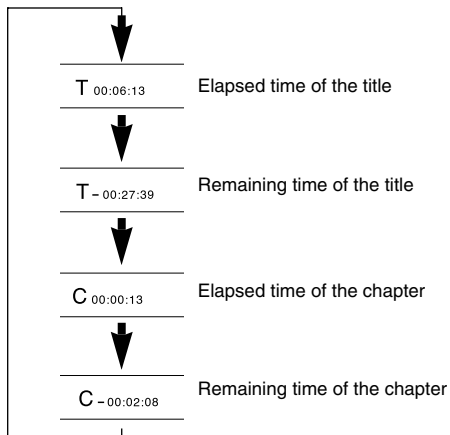 T 00:06:13 Elapsed time of the title
T – 00:27:39 Remaining time of the title
C 00:00:13 Elapsed time of the chapter
C – 00:02:08 Remaining time of the chapter